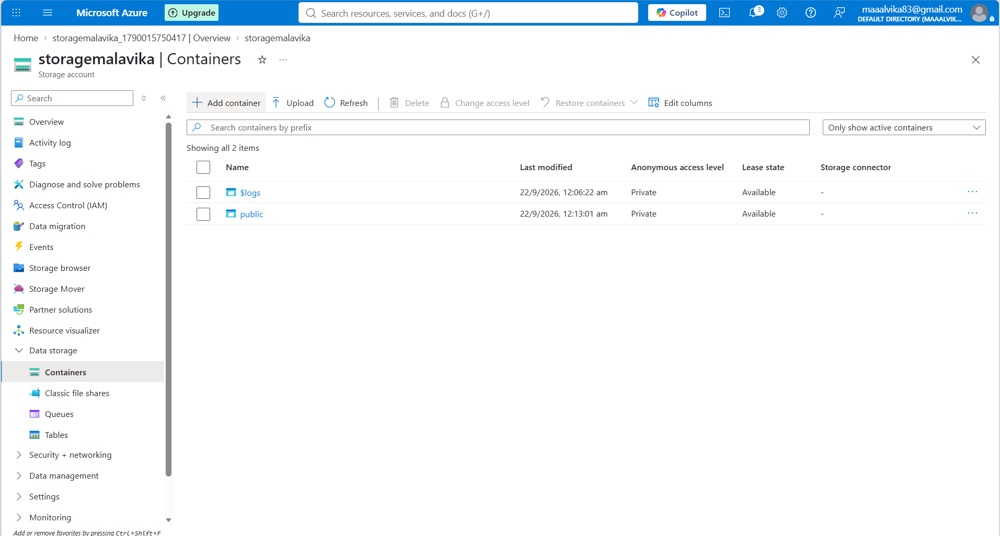 Microsoft Azure
Upgrade
Search resources, services, and docs (G+/)
Copilot
3
maaalvika83@gmail.com
DEFAULT DIRECTORY (MAAALVIK...
Home > storagemalavika_1790015750417 | Overview > storagemalavika
storagemalavika | Containers
Storage account
Search
Overview
Activity log
Tags
Diagnose and solve problems
Access Control (IAM)
Data migration
Events
Storage browser
Storage Mover
Partner solutions
Resource visualizer
Data storage
Containers
Classic file shares
Queues
Tables
Security + networking
Data management
Settings
Monitoring
Add or remove favorites by pressing Ctrl+Shift+F
Add container Upload Refresh Delete Change access level Restore containers Edit columns
Search containers by prefix
Only show active containers
Showing all 2 items
Name Last modified Anonymous access level Lease state Storage connector
$logs 22/9/2026, 12:06:22 am Private Available -
public 22/9/2026, 12:13:01 am Private Available -